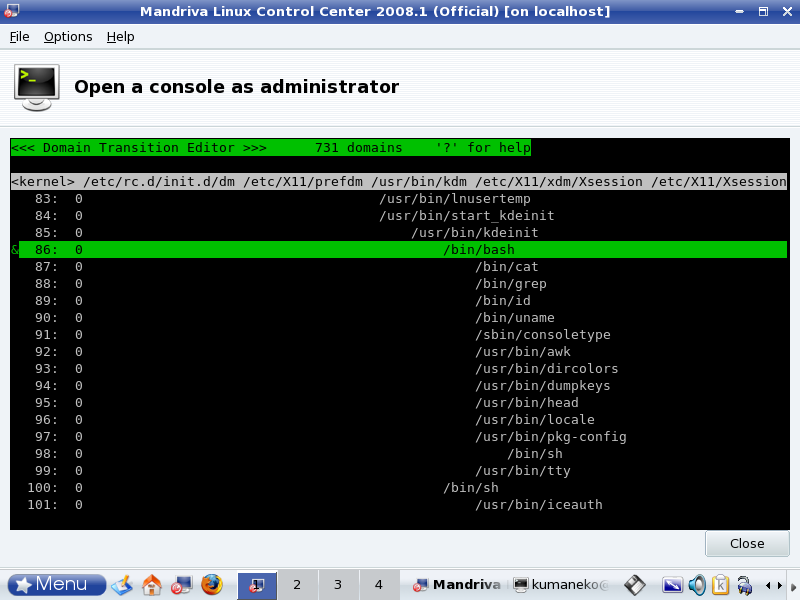 Mandriva Linux Control Center 2008.1 (Official) [on localhost]
File Options Help
Open a console as administrator
<<< Domain Transition Editor >>> 731 domains '?' for help
<kernel> /etc/rc.d/init.d/dm /etc/X11/prefdm /usr/bin/kdm /etc/X11/xdm/Xsession /etc/X11/Xsession
83: 0 /usr/bin/lnusertemp
84: 0 /usr/bin/start_kdeinit
85: 0 /usr/bin/kdeinit
& 86: 0 /bin/bash
87: 0 /bin/cat
88: 0 /bin/grep
89: 0 /bin/id
90: 0 /bin/uname
91: 0 /sbin/consoletype
92: 0 /usr/bin/awk
93: 0 /usr/bin/dircolors
94: 0 /usr/bin/dumpkeys
95: 0 /usr/bin/head
96: 0 /usr/bin/locale
97: 0 /usr/bin/pkg-config
98: 0 /bin/sh
99: 0 /usr/bin/tty
100: 0 /bin/sh
101: 0 /usr/bin/iceauth
Close
Menu 2 3 4 Mandriva kumaneko@